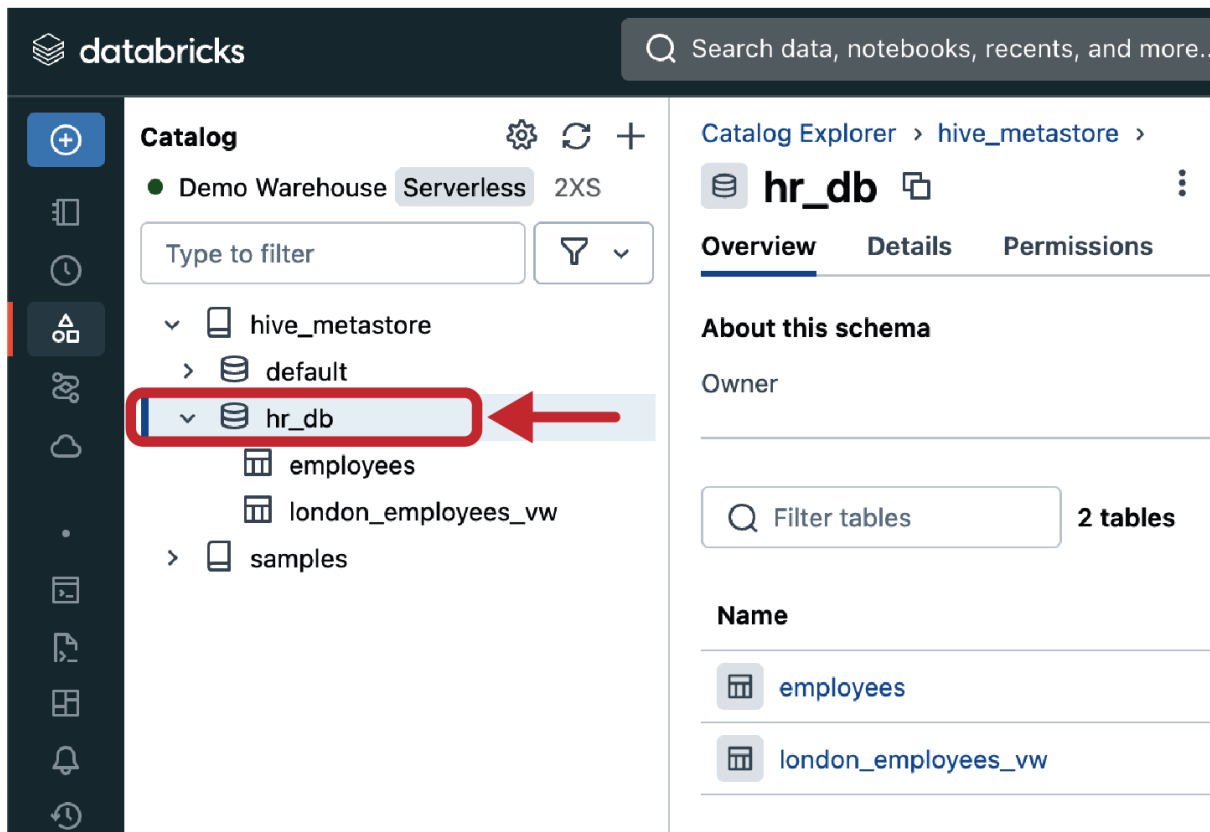 databricks
Search data, notebooks, recents, and more...
Catalog
Demo Warehouse Serverless 2XS
Type to filter
hive_metastore
default
hr_db
employees
london_employees_vw
samples
Catalog Explorer > hive_metastore >
hr_db
Overview Details Permissions
About this schema
Owner
Filter tables 2 tables
Name
employees
london_employees_vw